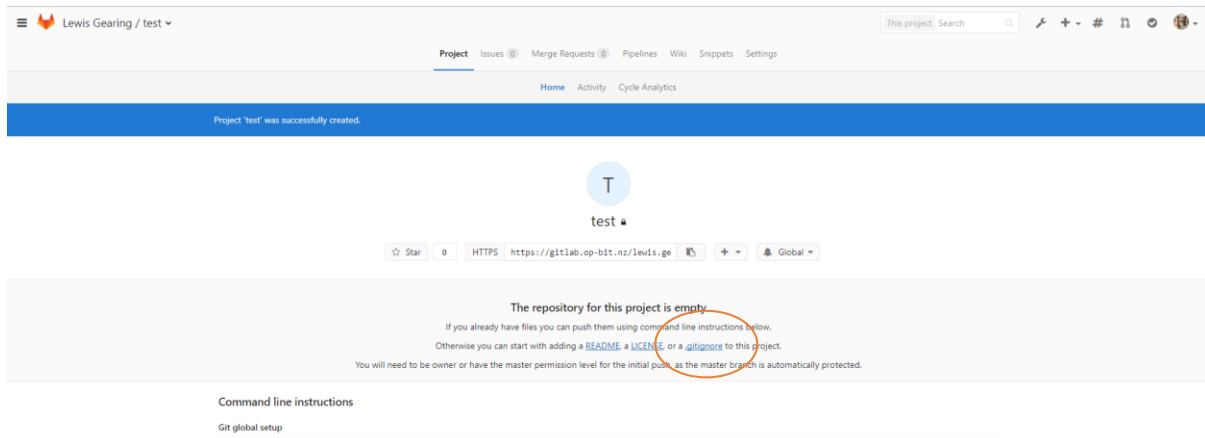 Lewis Gearing / test
This project Search
Project Issues 0 Merge Requests 0 Pipelines Wiki Snippets Settings
Home Activity Cycle Analytics
Project 'test' was successfully created.
T
test
Star 0 HTTPS https://gitlab.op-bit.nz/lewis.ge + Global
The repository for this project is empty
If you already have files you can push them using command line instructions below.
Otherwise you can start with adding a README, a LICENSE, or a .gitignore to this project.
You will need to be owner or have the master permission level for the initial push, as the master branch is automatically protected.
Command line instructions
Git global setup